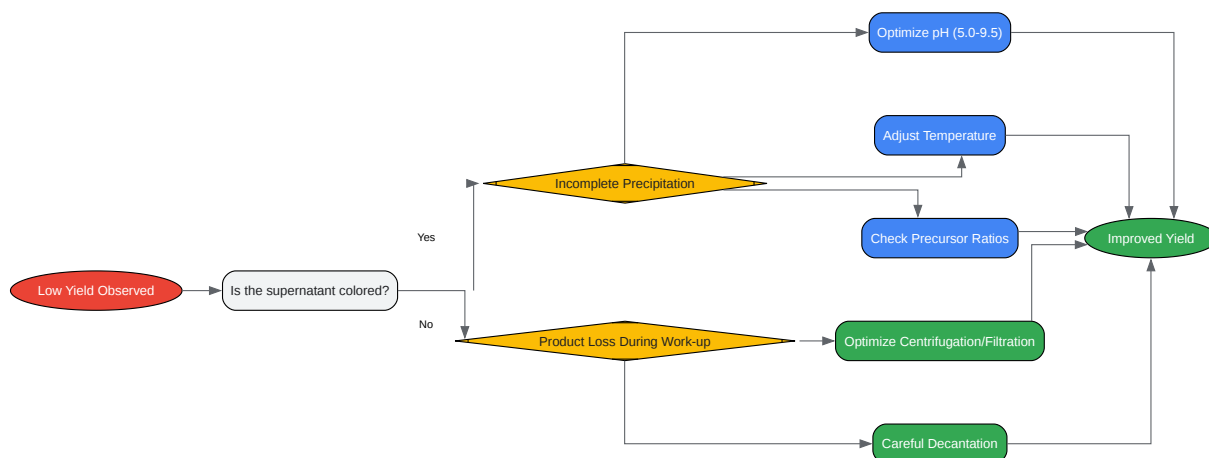 Optimize pH (5.0-9.5)
Adjust Temperature
Incomplete Precipitation
Yes
Check Precursor Ratios
Improved Yield
Low Yield Observed
Is the supernatant colored?
No
Product Loss During Work-up
Optimize Centrifugation/Filtration
Careful Decantation